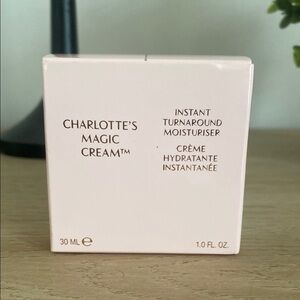 CHARLOTTE'S
MAGIC
CREAM™
INSTANT
TURNAROUND
MOISTURISER
CRÈME
HYDRATANTE
INSTANTANÉE
30 ML ℮
1.0 FL. OZ.